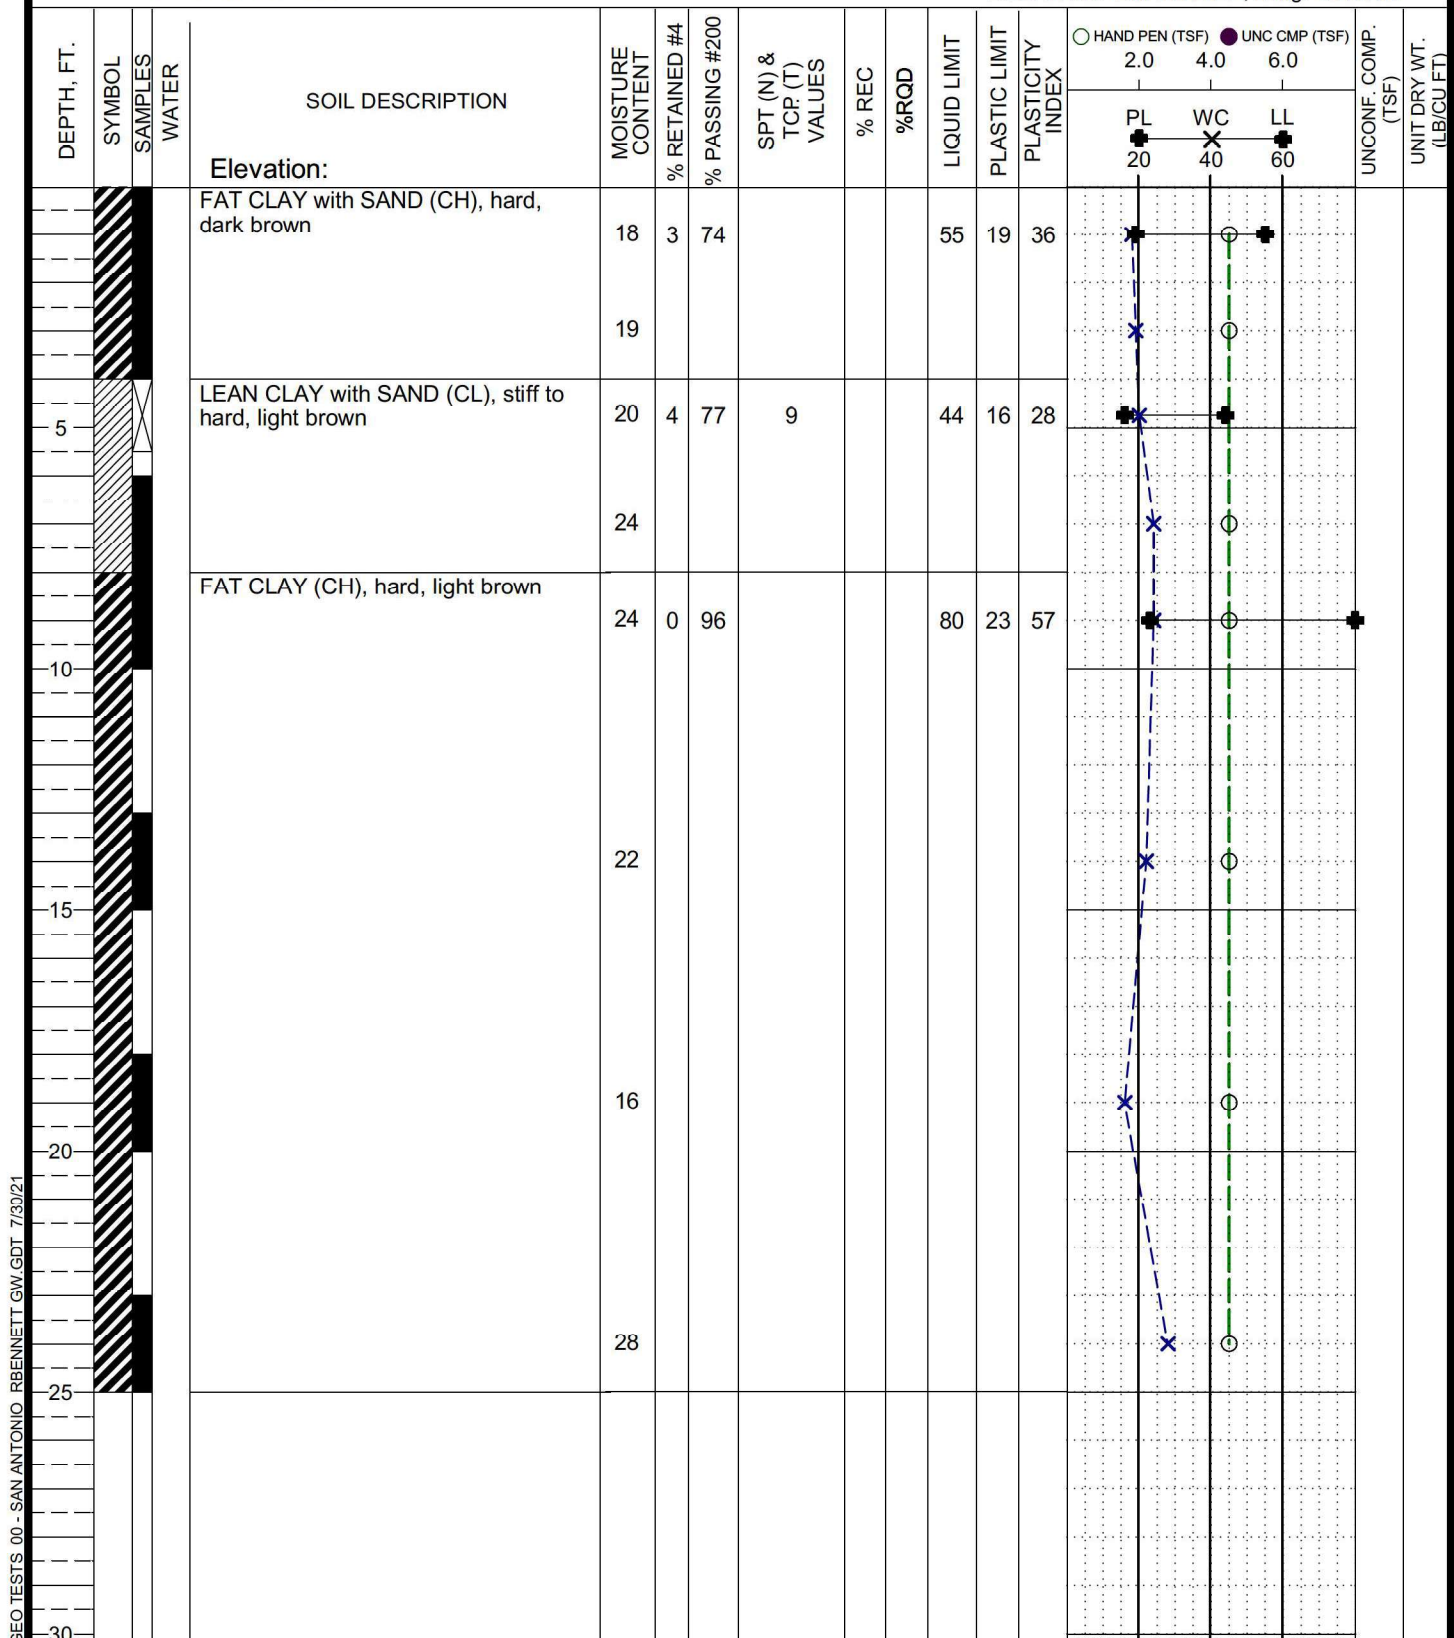 DEPTH, FT.
SYMBOL
SAMPLES
WATER
SOIL DESCRIPTION
Elevation:
MOISTURE
CONTENT
% RETAINED #4
% PASSING #200
SPT (N) &
TCP (T)
VALUES
% REC
%RQD
LIQUID LIMIT
PLASTIC LIMIT
PLASTICITY
INDEX
HAND PEN (TSF) UNC CMP (TSF)
2.0 4.0 6.0
PL WC LL
20 40 60
UNCONF. COMP.
(TSF)
UNIT DRY WT.
(LB/CU FT)
FAT CLAY with SAND (CH), hard,
dark brown
18 3 74 55 19 36
19
LEAN CLAY with SAND (CL), stiff to
hard, light brown
20 4 77 9 44 16 28
5
24
FAT CLAY (CH), hard, light brown
24 0 96 80 23 57
10
22
15
16
20
28
25
30
GEO TESTS 00 - SAN ANTONIO RBENNETT GW.GDT 7/30/21